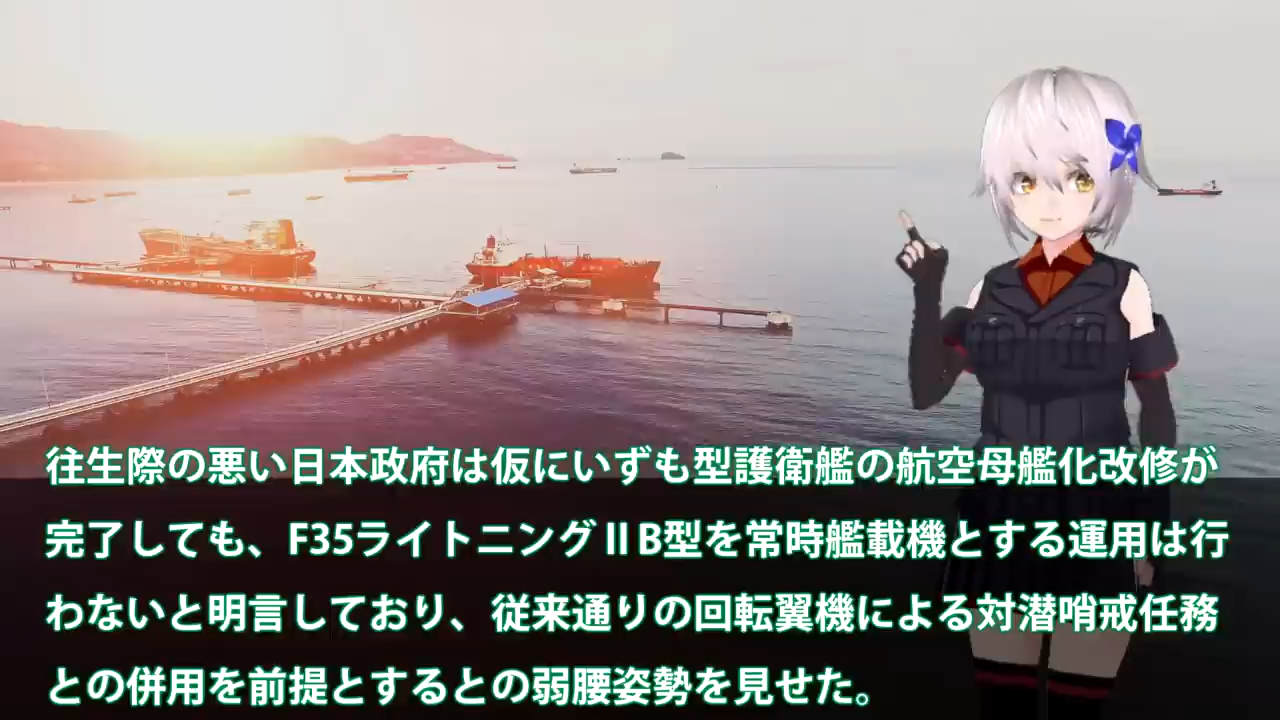 往生際の悪い日本政府は仮にいずも型護衛艦の航空母艦化改修が
完了しても、F35ライトニングⅡB型を常時艦載機とする運用は行
わないと明言しており、従来通りの回転翼機による対潜哨戒任務
との併用を前提とするとの弱腰姿勢を見せた。